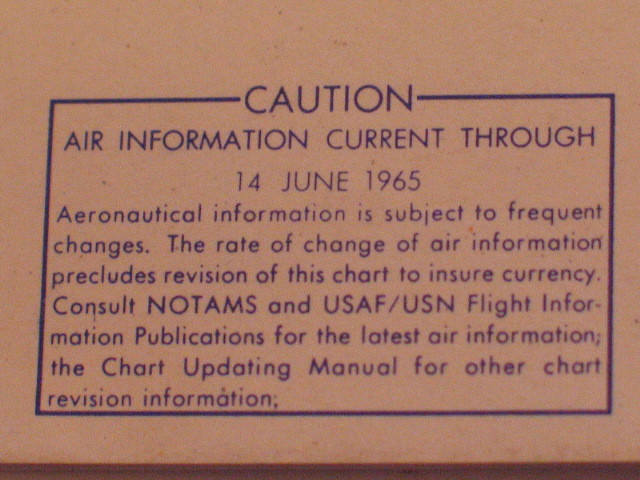 CAUTION
AIR INFORMATION CURRENT THROUGH
14 JUNE 1965
Aeronautical information is subject to frequent
changes. The rate of change of air information
precludes revision of this chart to insure currency.
Consult NOTAMS and USAF/USN Flight Infor-
mation Publications for the latest air information;
the Chart Updating Manual for other chart
revision information;